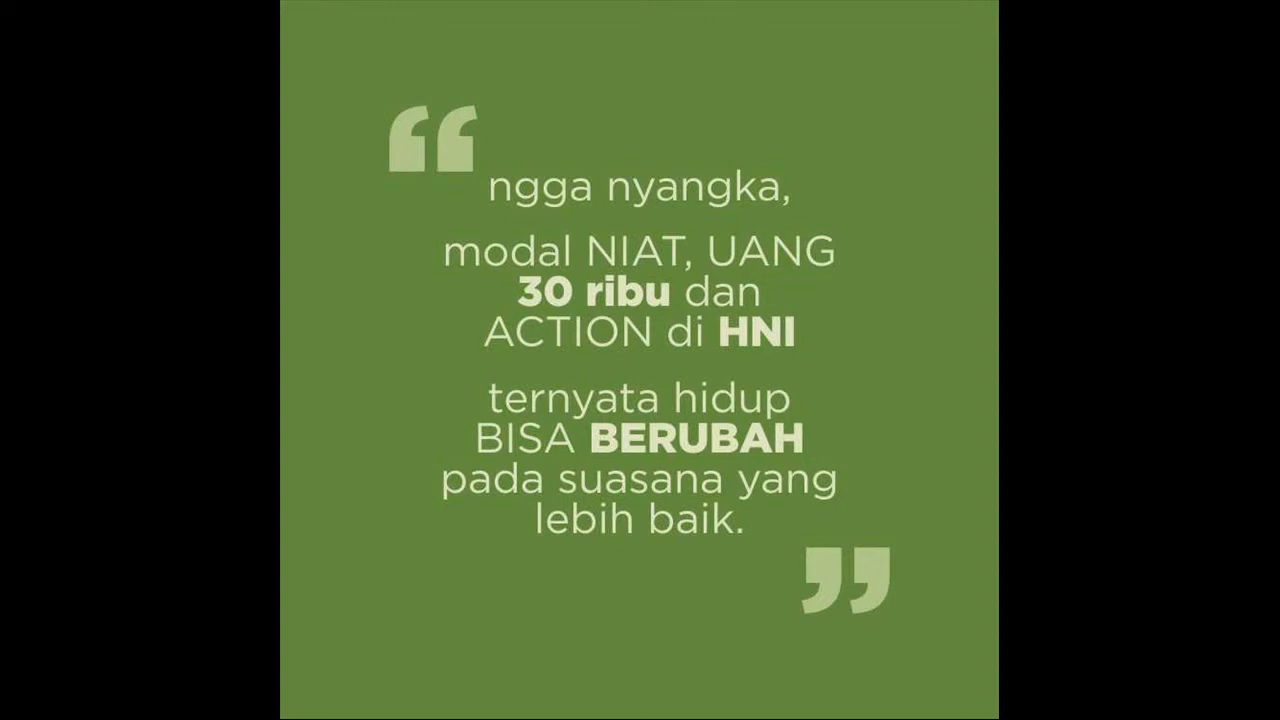 “
ngga nyangka,
modal NIAT, UANG
30 ribu dan
ACTION di HNI
ternyata hidup
BISA BERUBAH
pada suasana yang
lebih baik.
”